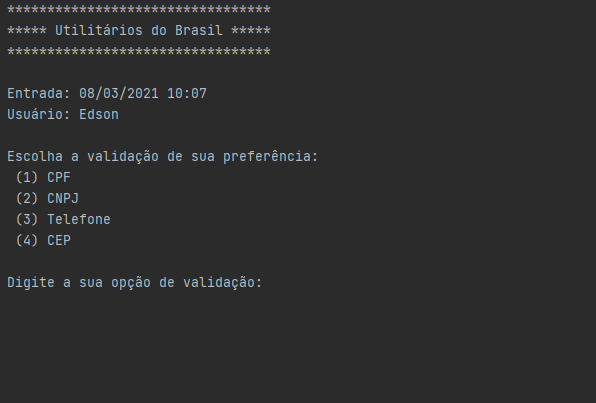 *********************************
***** Utilitários do Brasil *****
*********************************
Entrada: 08/03/2021 10:07
Usuário: Edson
Escolha a validação de sua preferência:
(1) CPF
(2) CNPJ
(3) Telefone
(4) CEP
Digite a sua opção de validação: